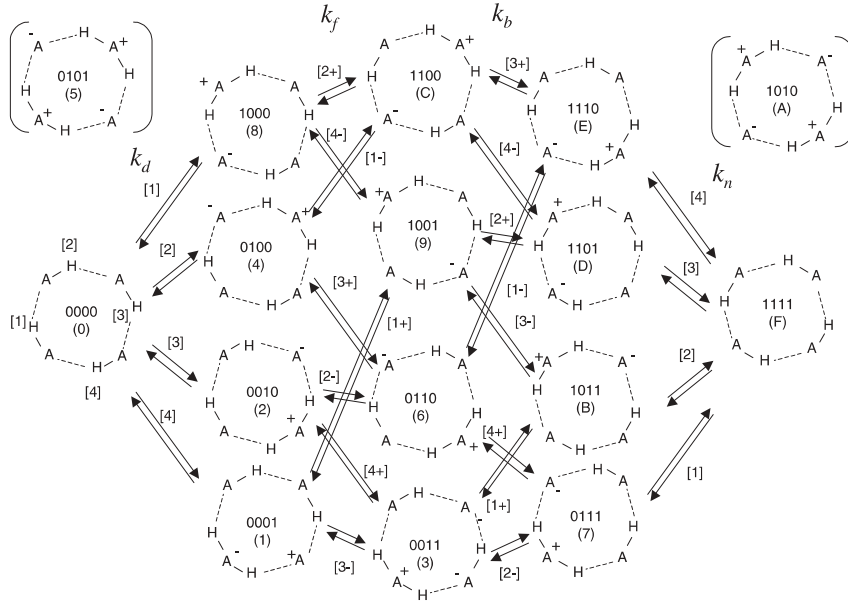 k_f
k_b
A-
H
A+
H
A-
H
A+
H
0101
(5)
k_d
A+
H
A
H
A
H
A-
H
1000
(8)
[2+]
A
H
A+
H
A
H
A-
H
1100
(C)
[3+]
A
H
A
H
A+
H
A-
H
1110
(E)
A+
H
A-
H
A+
H
A-
H
1010
(A)
k_n
[1]
[4-]
[1-]
[4-]
[4]
[2]
A-
H
A+
H
A
H
A
H
0100
(4)
A+
H
A
H
A-
H
A
H
1001
(9)
[2+]
A+
H
A
H
A
H
A-
H
1101
(D)
[3]
[2]
A
H
A
H
A
H
A
H
[1]
0000
(0)
[3]
[4]
[3+]
[1+]
[1-]
[3-]
A
H
A
H
A
H
A
H
1111
(F)
[3]
A
H
A-
H
A+
H
A
H
0010
(2)
[2-]
A-
H
A
H
A+
H
A
H
0110
(6)
A+
H
A-
H
A
H
A
H
1011
(B)
[2]
[4]
[4+]
[4+]
[1+]
[1]
A
H
A
H
A+
H
A-
H
0001
(1)
[3-]
A
H
A-
H
A-
H
A+
H
0011
(3)
[2-]
A-
H
A
H
A
H
A+
H
0111
(7)